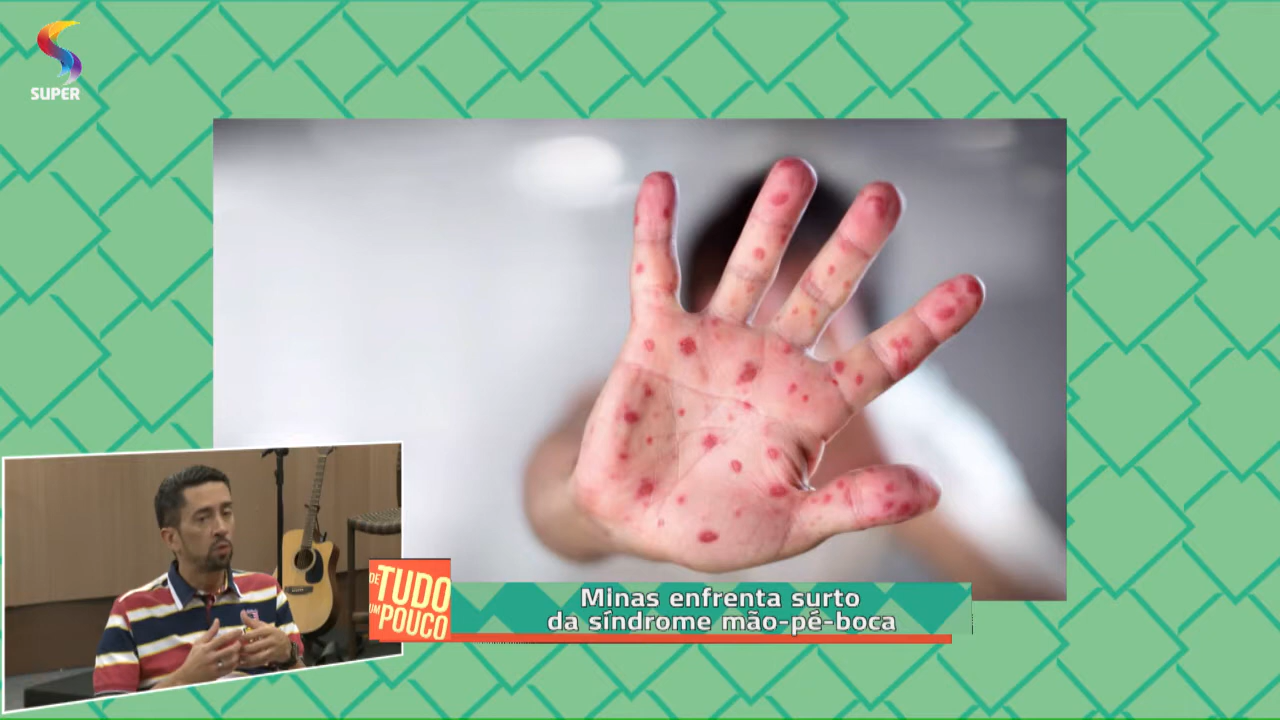 SUPER
DE
TUDO
UM
POUCO
Minas enfrenta surto
da síndrome mão-pé-boca